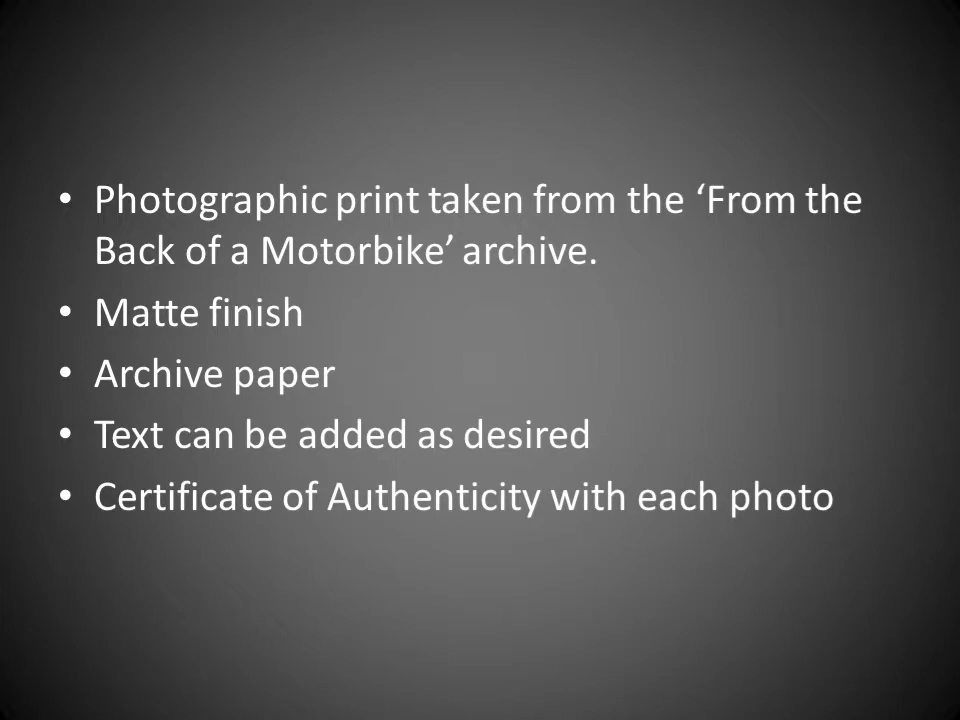 • Photographic print taken from the ‘From the
Back of a Motorbike’ archive.
• Matte finish
• Archive paper
• Text can be added as desired
• Certificate of Authenticity with each photo